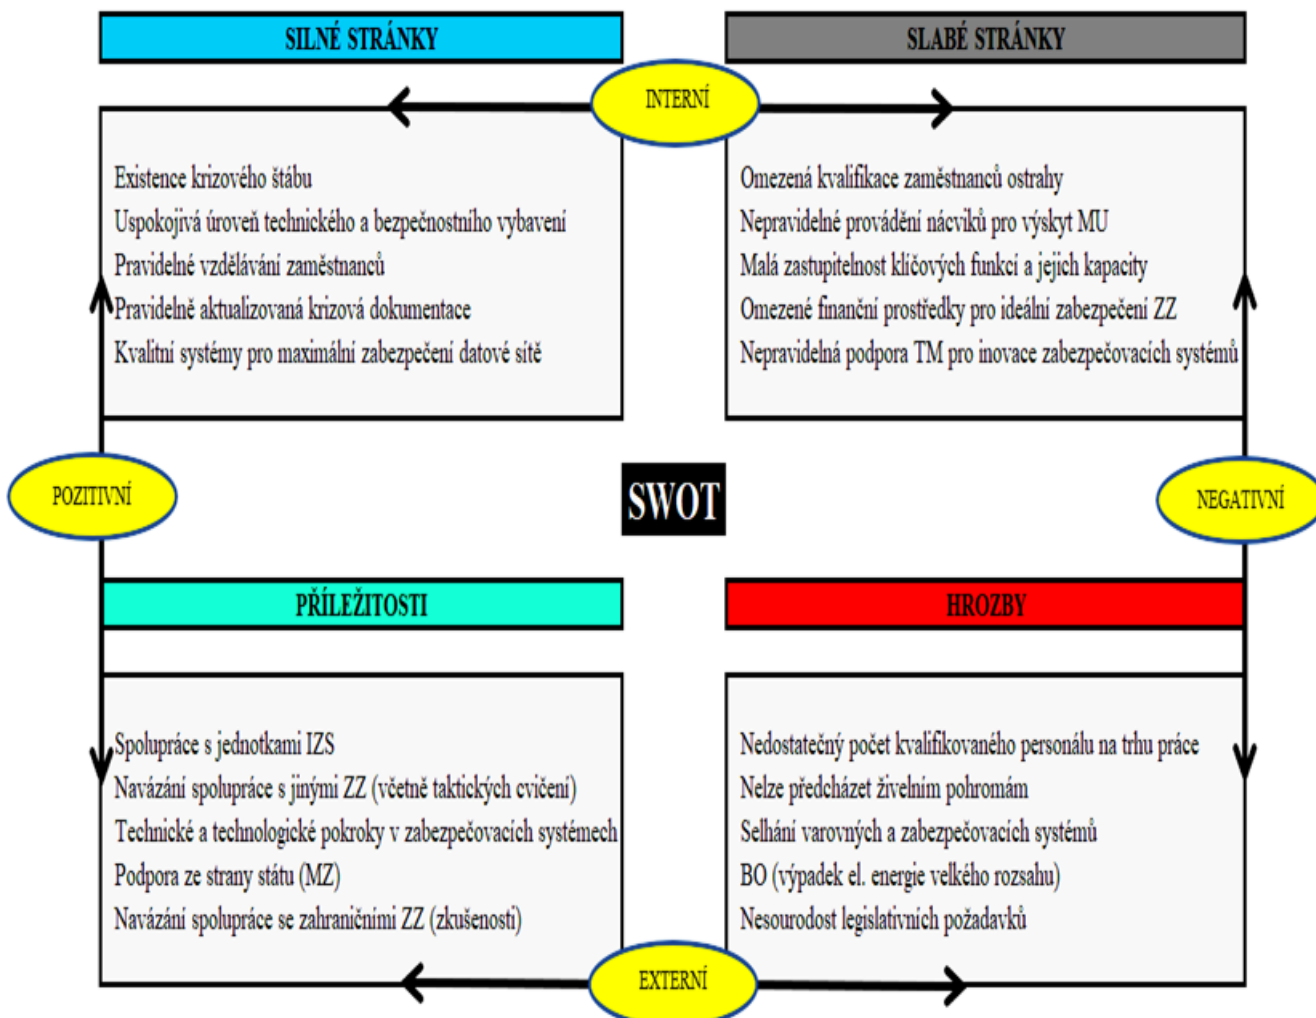 SILNÉ STRÁNKY
SLABÉ STRÁNKY
INTERNÍ
Existence krizového štábu
Uspokojivá úroveň technického a bezpečnostního vybavení
Pravidelné vzdělávání zaměstnanců
Pravidelně aktualizovaná krizová dokumentace
Kvalitní systémy pro maximální zabezpečení datové sítě
Omezená kvalifikace zaměstnanců ostrahy
Nepravidelné provádění nácviků pro výskyt MU
Malá zastupitelnost klíčových funkcí a jejich kapacity
Omezené finanční prostředky pro ideální zabezpečení ZZ
Nepravidelná podpora TM pro inovace zabezpečovacích systémů
POZITIVNÍ
SWOT
NEGATIVNÍ
PŘÍLEŽITOSTI
HROZBY
Spolupráce s jednotkami IZS
Navázání spolupráce s jinými ZZ (včetně taktických cvičení)
Technické a technologické pokroky v zabezpečovacích systémech
Podpora ze strany státu (MZ)
Navázání spolupráce se zahraničními ZZ (zkušenosti)
Nedostatečný počet kvalifikovaného personálu na trhu práce
Nelze předcházet živelním pohromám
Selhání varovných a zabezpečovacích systémů
BO (výpadek el. energie velkého rozsahu)
Nesourodost legislativních požadavků
EXTERNÍ